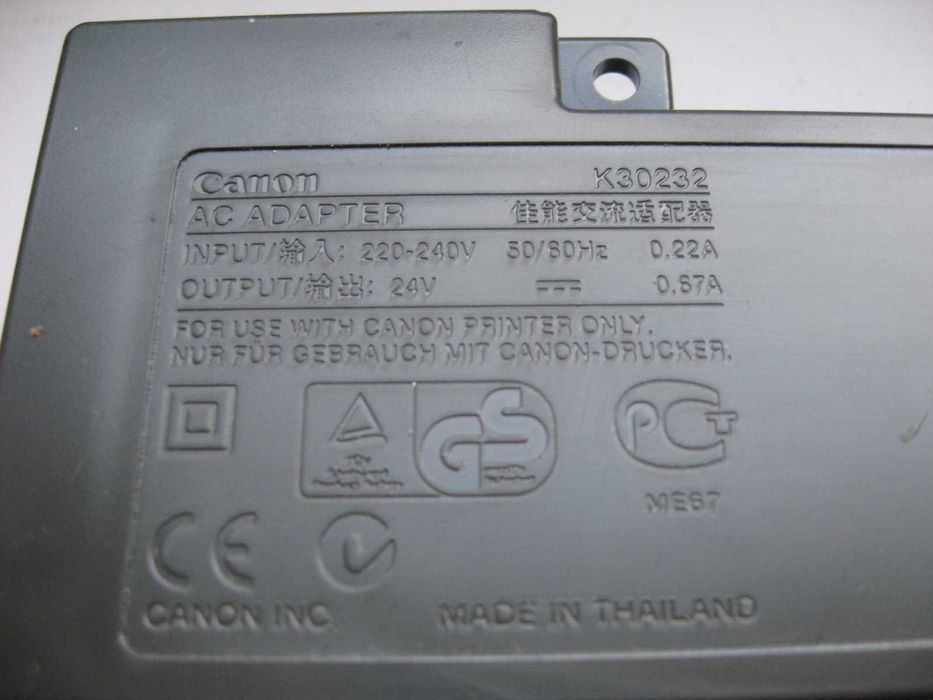 Canon K30232
AC ADAPTER 佳能交流适配器
INPUT/输入: 220-240V 50/60Hz 0.22A
OUTPUT/输出: 24V 0.67A
FOR USE WITH CANON PRINTER ONLY.
NUR FÜR GEBRAUCH MIT CANON-DRUCKER.
GS PCT
ME67
CE
CANON INC. MADE IN THAILAND